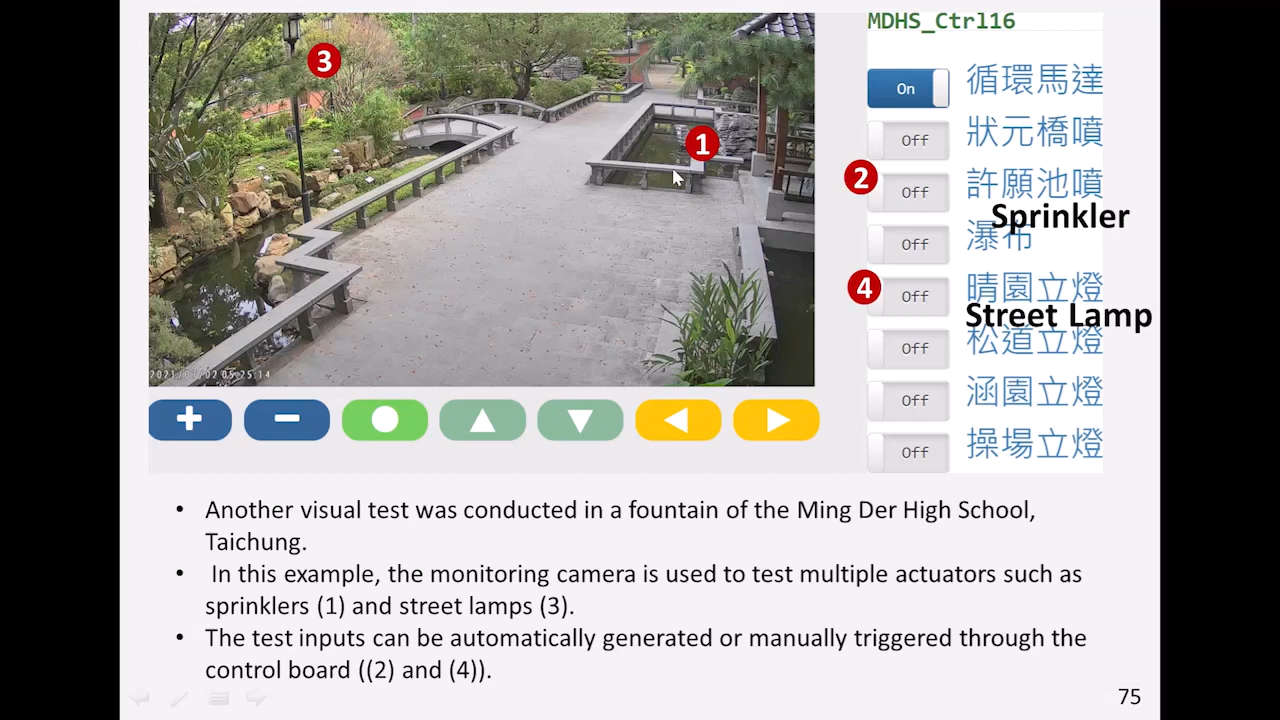 MDHS_Ctrl16
3
On
循環馬達
1
Off
狀元橋噴
2
Off
許願池噴
Sprinkler
Off
瀑布
4
Off
晴園立燈
Street Lamp
Off
松道立燈
Off
涵園立燈
Off
操場立燈
• Another visual test was conducted in a fountain of the Ming Der High School,
Taichung.
• In this example, the monitoring camera is used to test multiple actuators such as
sprinklers (1) and street lamps (3).
• The test inputs can be automatically generated or manually triggered through the
control board ((2) and (4)).
75